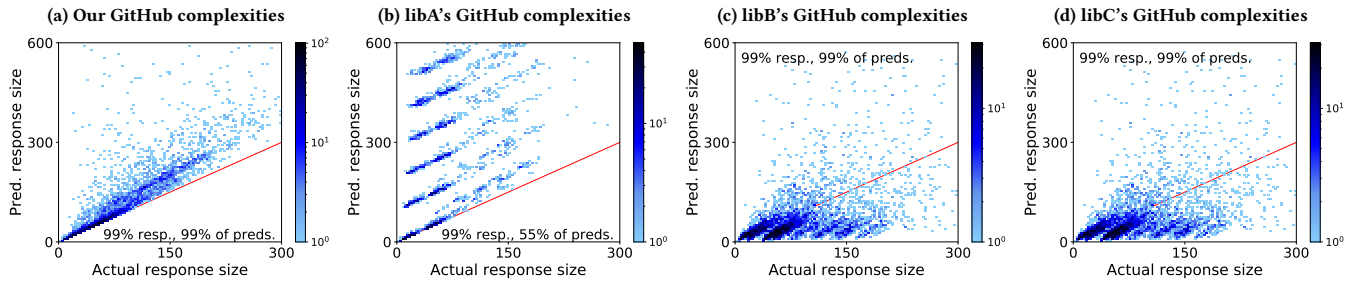 (a) Our GitHub complexities
600
300
0
0
150
300
Pred. response size
Actual response size
99% resp., 99% of preds.
10²
10¹
10⁰
(b) libA's GitHub complexities
600
300
0
0
150
300
Pred. response size
Actual response size
99% resp., 55% of preds.
10¹
10⁰
(c) libB's GitHub complexities
600
300
0
0
150
300
Pred. response size
Actual response size
99% resp., 99% of preds.
10¹
10⁰
(d) libC's GitHub complexities
600
300
0
0
150
300
Pred. response size
Actual response size
99% resp., 99% of preds.
10¹
10⁰